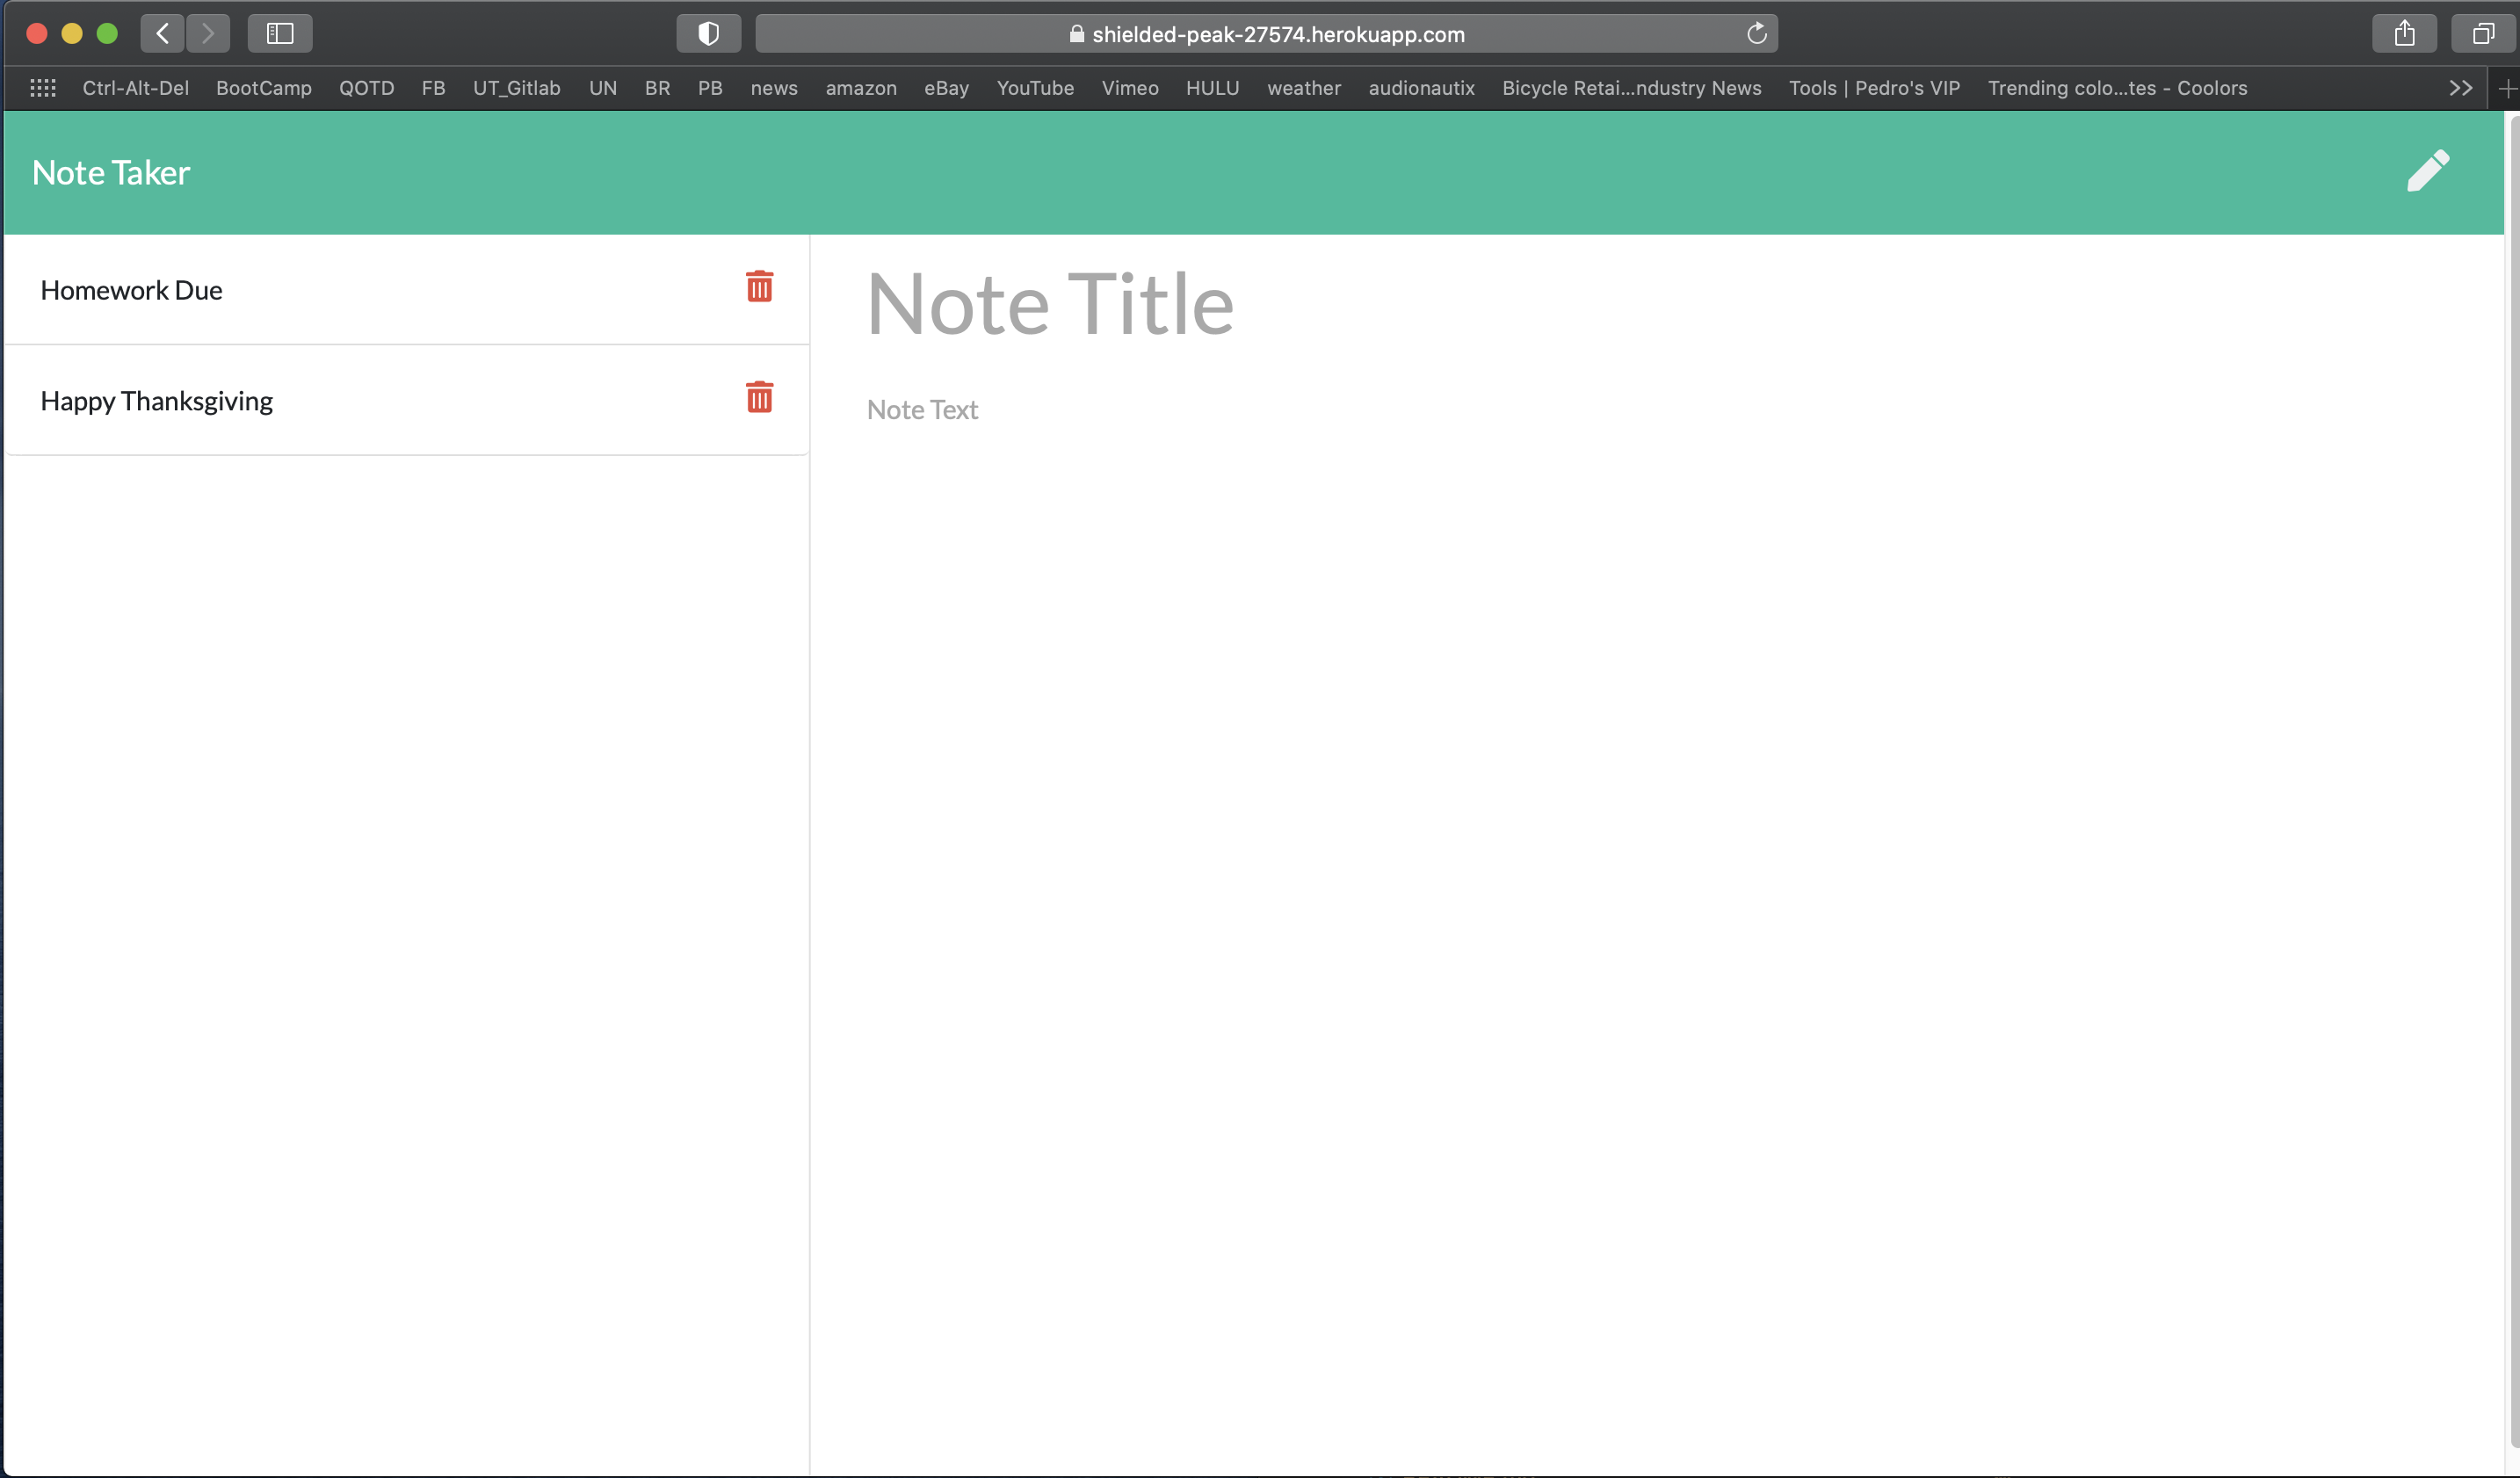 shielded-peak-27574.herokuapp.com
Ctrl-Alt-Del BootCamp QOTD FB UT_Gitlab UN BR PB news amazon eBay YouTube Vimeo HULU weather audionautix Bicycle Retai...ndustry News Tools | Pedro's VIP Trending colo...tes - Coolors
Note Taker
Homework Due
Happy Thanksgiving
Note Title
Note Text